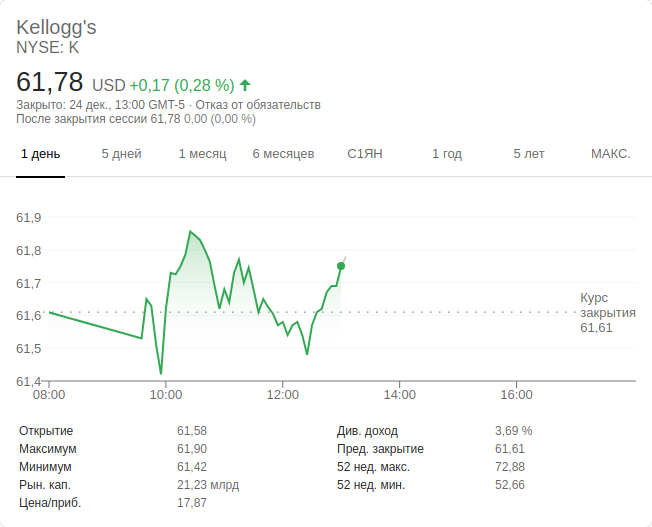 Kellogg's
NYSE: K
61,78 USD +0,17 (0,28 %)
Закрыто: 24 дек., 13:00 GMT-5 · Отказ от обязательств
После закрытия сессии 61,78 0,00 (0,00 %)
1 день 5 дней 1 месяц 6 месяцев С1ЯН 1 год 5 лет МАКС.
61,9
61,8
61,7
61,6
61,5
61,4
Курс
закрытия
61,61
08:00 10:00 12:00 14:00 16:00
Открытие 61,58 Див. доход 3,69 %
Максимум 61,90 Пред. закрытие 61,61
Минимум 61,42 52 нед. макс. 72,88
Рын. кап. 21,23 млрд 52 нед. мин. 52,66
Цена/приб. 17,87